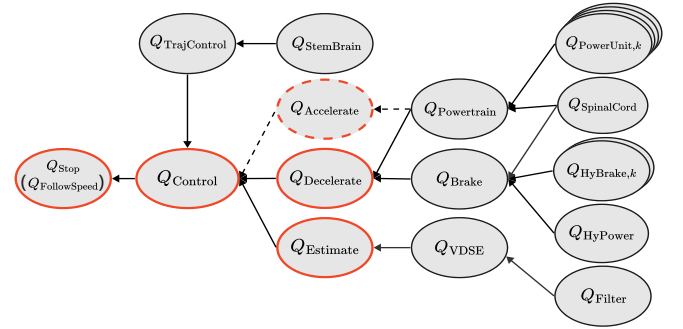 Q_PowerUnit,k
Q_TrajControl
Q_StemBrain
Q_Accelerate
Q_Powertrain
Q_SpinalCord
Q_Stop
(Q_FollowSpeed)
Q_Control
Q_Decelerate
Q_Brake
Q_HyBrake,k
Q_HyPower
Q_Estimate
Q_VDSE
Q_Filter